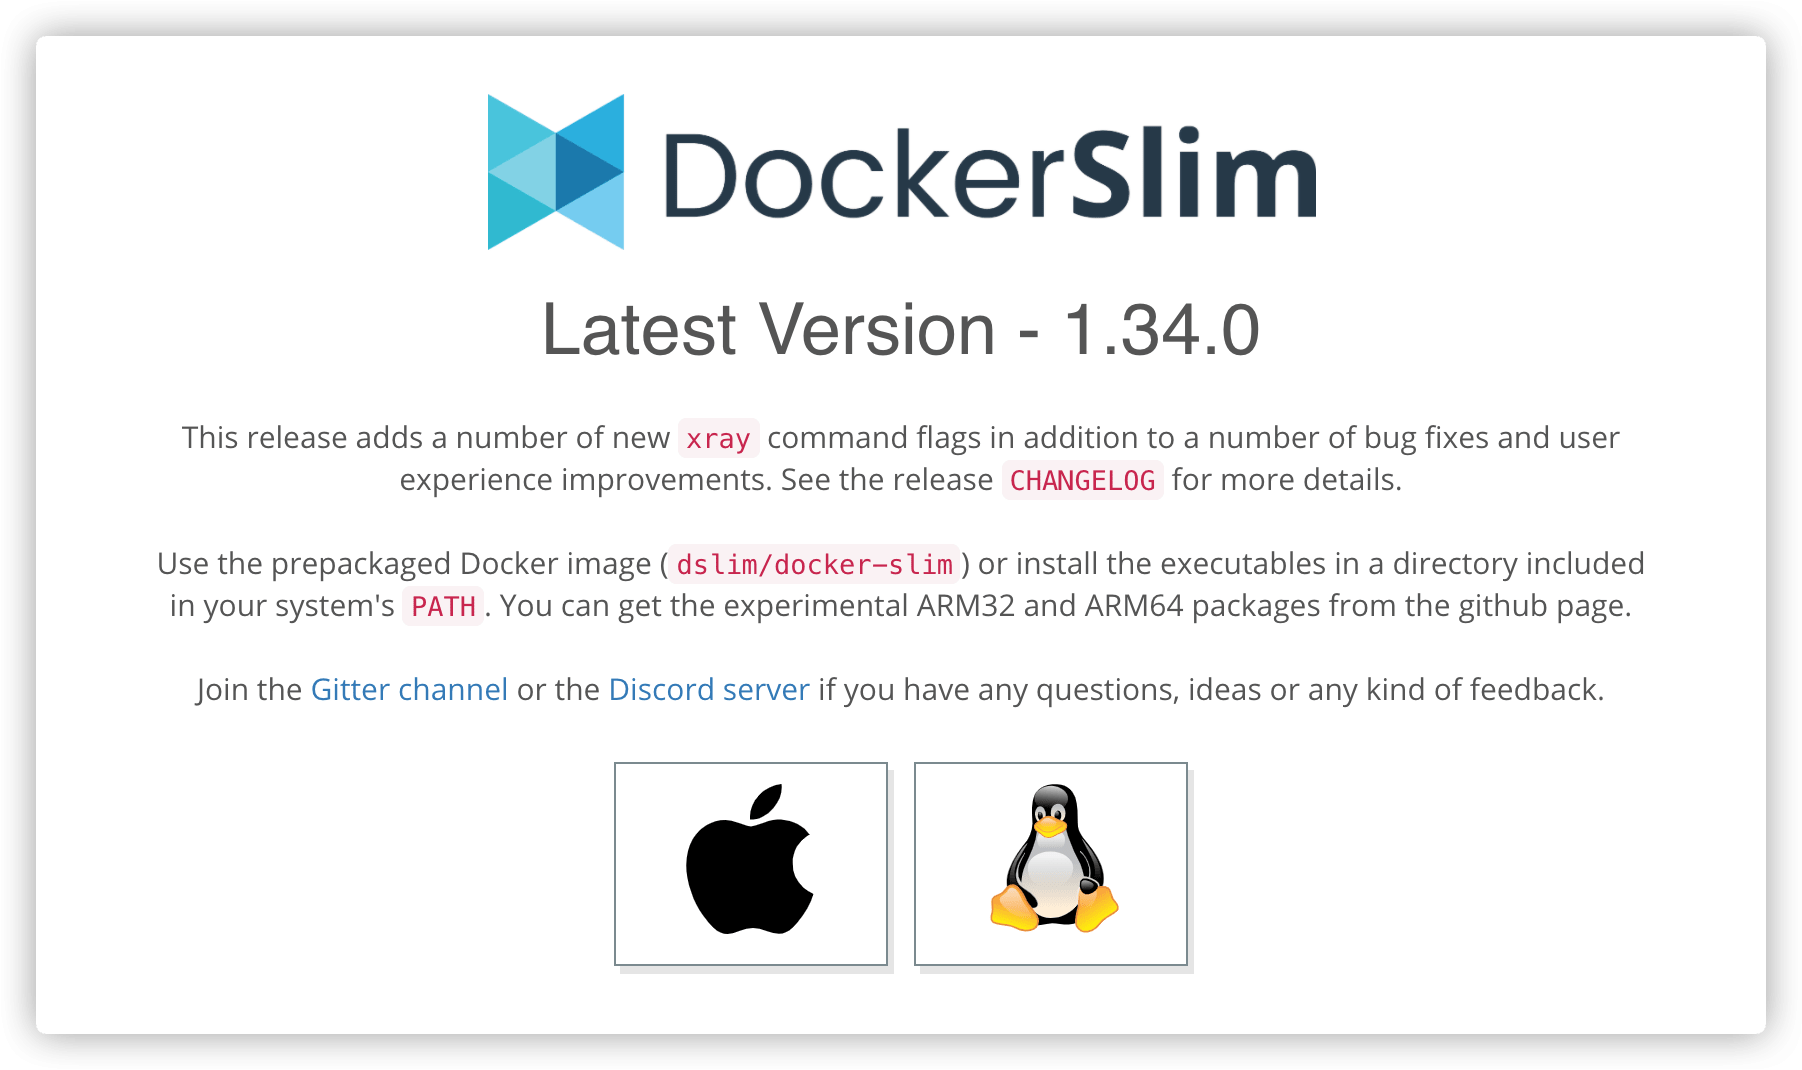 DockerSlim
Latest Version - 1.34.0
This release adds a number of new xray command flags in addition to a number of bug fixes and user
experience improvements. See the release CHANGELOG for more details.
Use the prepackaged Docker image (dslim/docker-slim) or install the executables in a directory included
in your system's PATH. You can get the experimental ARM32 and ARM64 packages from the github page.
Join the Gitter channel or the Discord server if you have any questions, ideas or any kind of feedback.